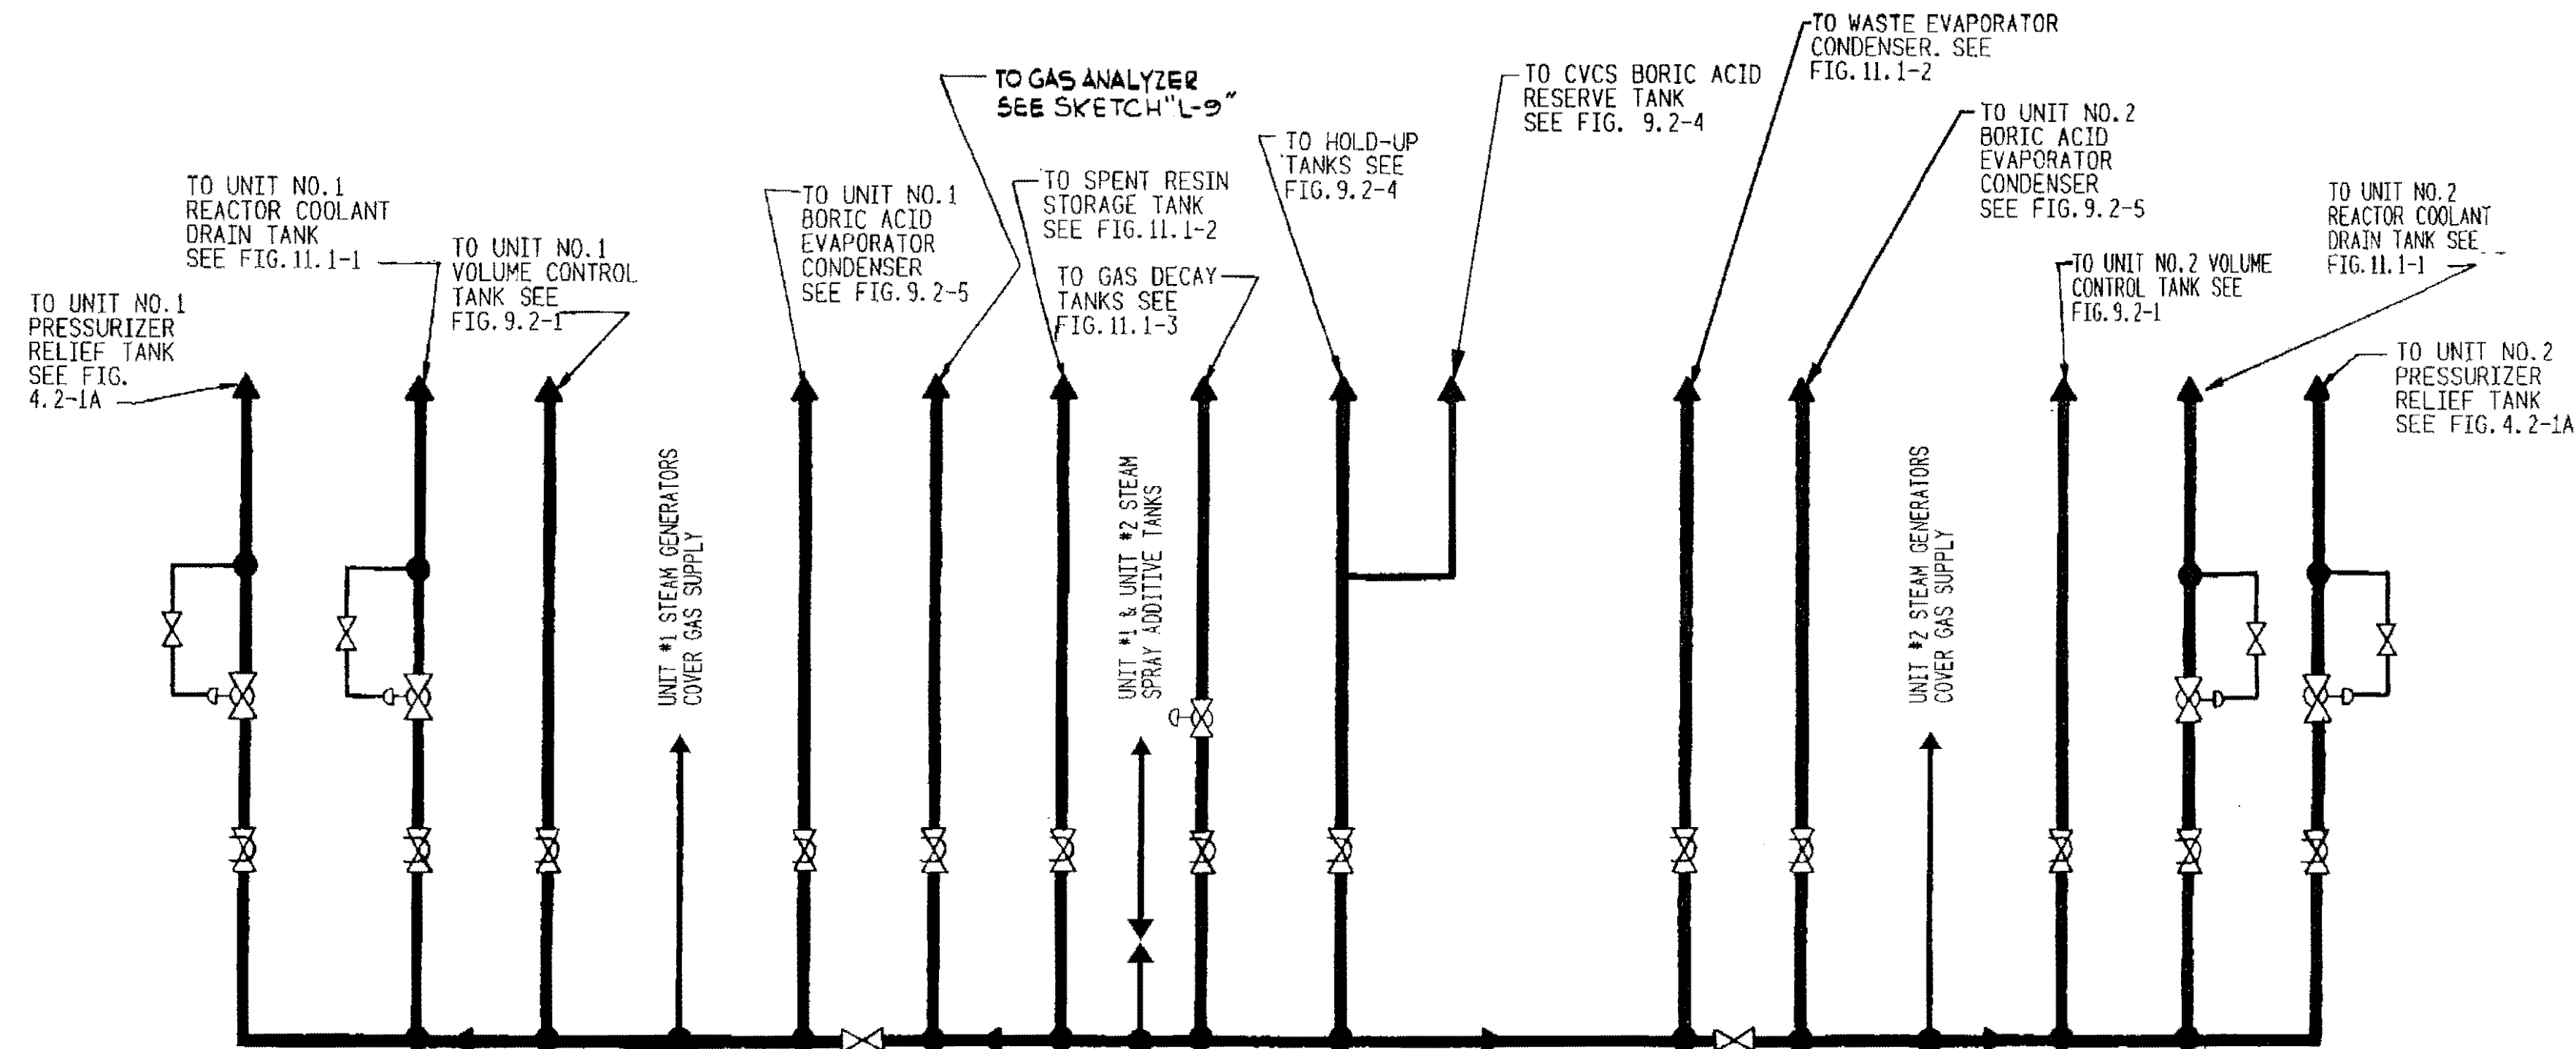 TO UNIT NO.1
PRESSURIZER
RELIEF TANK
SEE FIG.
4.2-1A
TO UNIT NO.1
REACTOR COOLANT
DRAIN TANK
SEE FIG.11.1-1
TO UNIT NO.1
VOLUME CONTROL
TANK SEE
FIG.9.2-1
UNIT #1 STEAM GENERATORS
COVER GAS SUPPLY
TO UNIT NO.1
BORIC ACID
EVAPORATOR
CONDENSER
SEE FIG.9.2-5
TO GAS ANALYZER
SEE SKETCH "L-9"
TO SPENT RESIN
STORAGE TANK
SEE FIG.11.1-2
TO GAS DECAY
TANKS SEE
FIG.11.1-3
UNIT #1 & UNIT #2 STEAM
SPRAY ADDITIVE TANKS
TO HOLD-UP
TANKS SEE
FIG.9.2-4
TO CVCS BORIC ACID
RESERVE TANK
SEE FIG. 9.2-4
TO WASTE EVAPORATOR
CONDENSER. SEE
FIG.11.1-2
TO UNIT NO.2
BORIC ACID
EVAPORATOR
CONDENSER
SEE FIG.9.2-5
UNIT #2 STEAM GENERATORS
COVER GAS SUPPLY
TO UNIT NO.2 VOLUME
CONTROL TANK SEE
FIG.9.2-1
TO UNIT NO.2
REACTOR COOLANT
DRAIN TANK SEE
FIG.11.1-1
TO UNIT NO.2
PRESSURIZER
RELIEF TANK
SEE FIG.4.2-1A